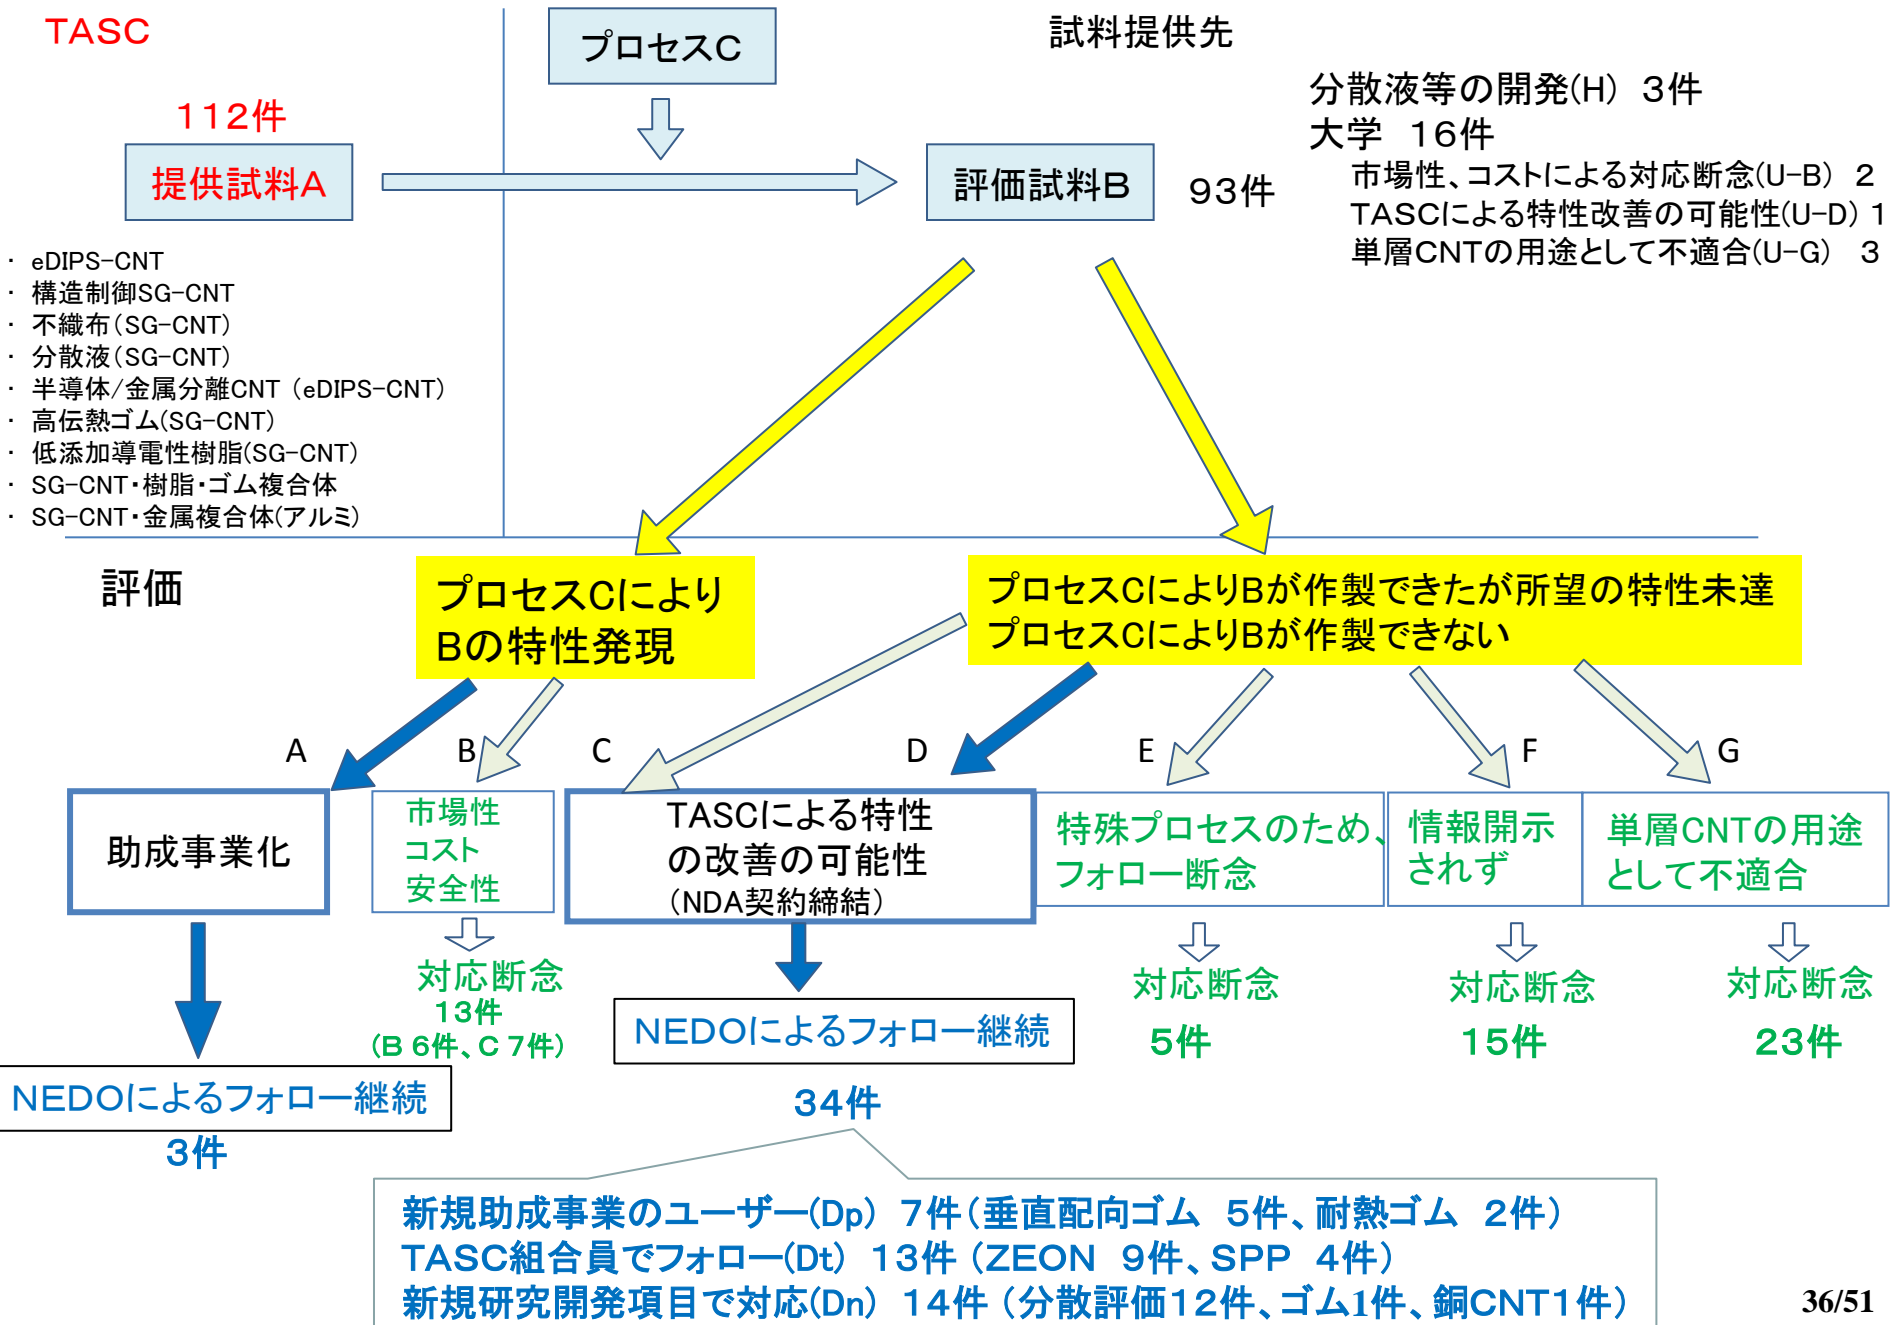 TASC
プロセスC
試料提供先
112件
提供試料A
評価試料B
93件
分散液等の開発(H) 3件
大学 16件
市場性、コストによる対応断念(U-B) 2
TASCによる特性改善の可能性(U-D) 1
単層CNTの用途として不適合(U-G) 3
・ eDIPS-CNT
・ 構造制御SG-CNT
・ 不織布(SG-CNT)
・ 分散液(SG-CNT)
・ 半導体/金属分離CNT (eDIPS-CNT)
・ 高伝熱ゴム(SG-CNT)
・ 低添加導電性樹脂(SG-CNT)
・ SG-CNT・樹脂・ゴム複合体
・ SG-CNT・金属複合体(アルミ)
評価
プロセスCにより
Bの特性発現
プロセスCによりBが作製できたが所望の特性未達
プロセスCによりBが作製できない
A
B
C
D
E
F
G
助成事業化
市場性
コスト
安全性
TASCによる特性
の改善の可能性
(NDA契約締結)
特殊プロセスのため、
フォロー断念
情報開示
されず
単層CNTの用途
として不適合
対応断念
13件
(B 6件、C 7件)
対応断念
5件
対応断念
15件
対応断念
23件
NEDOによるフォロー継続
34件
NEDOによるフォロー継続
3件
新規助成事業のユーザー(Dp) 7件(垂直配向ゴム 5件、耐熱ゴム 2件)
TASC組合員でフォロー(Dt) 13件 (ZEON 9件、SPP 4件)
新規研究開発項目で対応(Dn) 14件 (分散評価12件、ゴム1件、銅CNT1件)
36/51